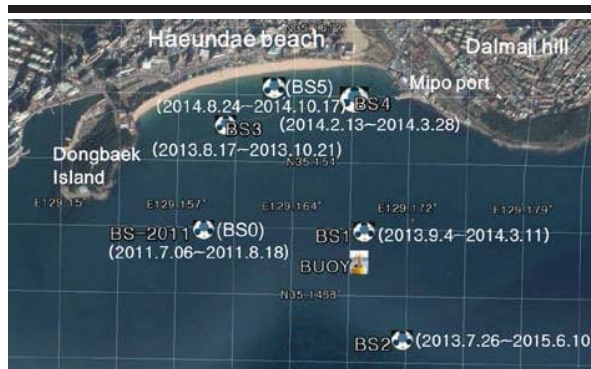 Haeundae beach
Dalmaji hill
(BS5)
Mipo port
(2014.8.24~2014.10.17)
BS4
BS3
(2014.2.13~2014.3.28)
(2013.8.17~2013.10.21)
Dongbaek
Island
N35.154
E129.15°
E129.157°
E129.164°
E129.172°
E129.179°
BS-2011
(BS0)
BS1
(2013.9.4~2014.3.11)
(2011.7.06~2011.8.18)
BUOY
N35.1468°
BS2
(2013.7.26~2015.6.10